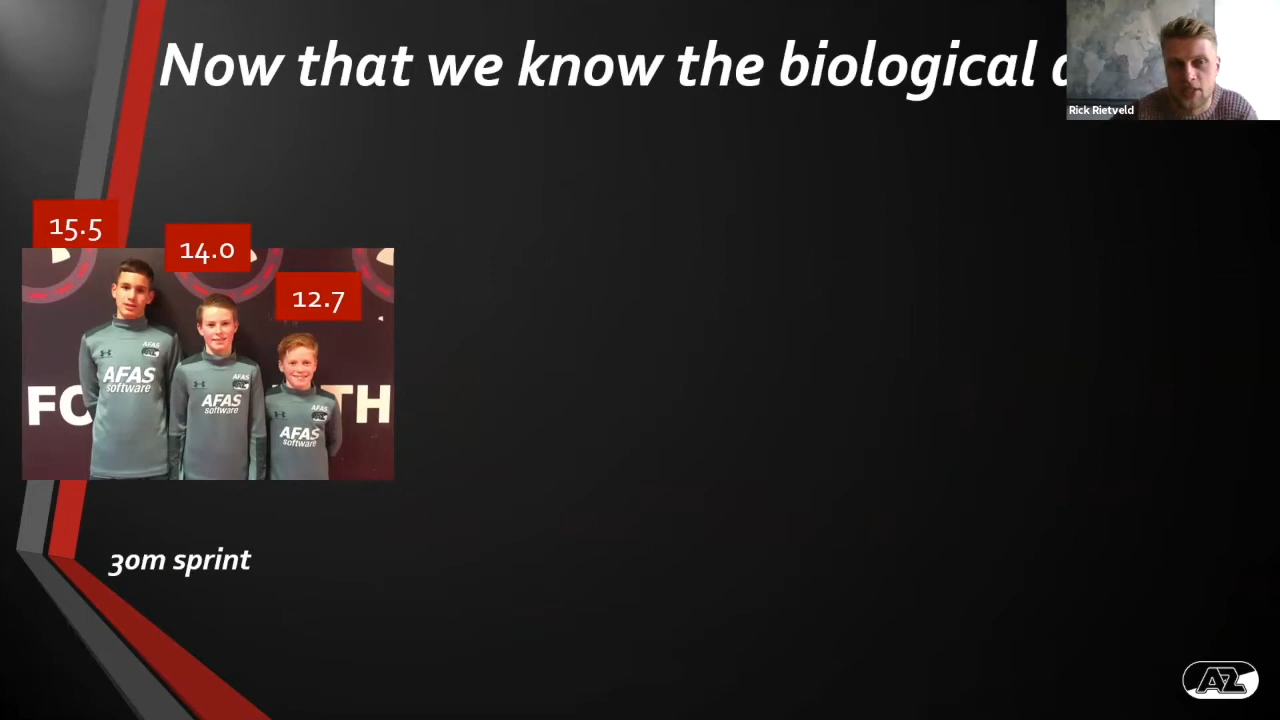 Now that we know the biological
Rick Rietveld
15.5
14.0
12.7
AFAS
software
AFAS
software
AFAS
software
FO
TH
30m sprint
AZ